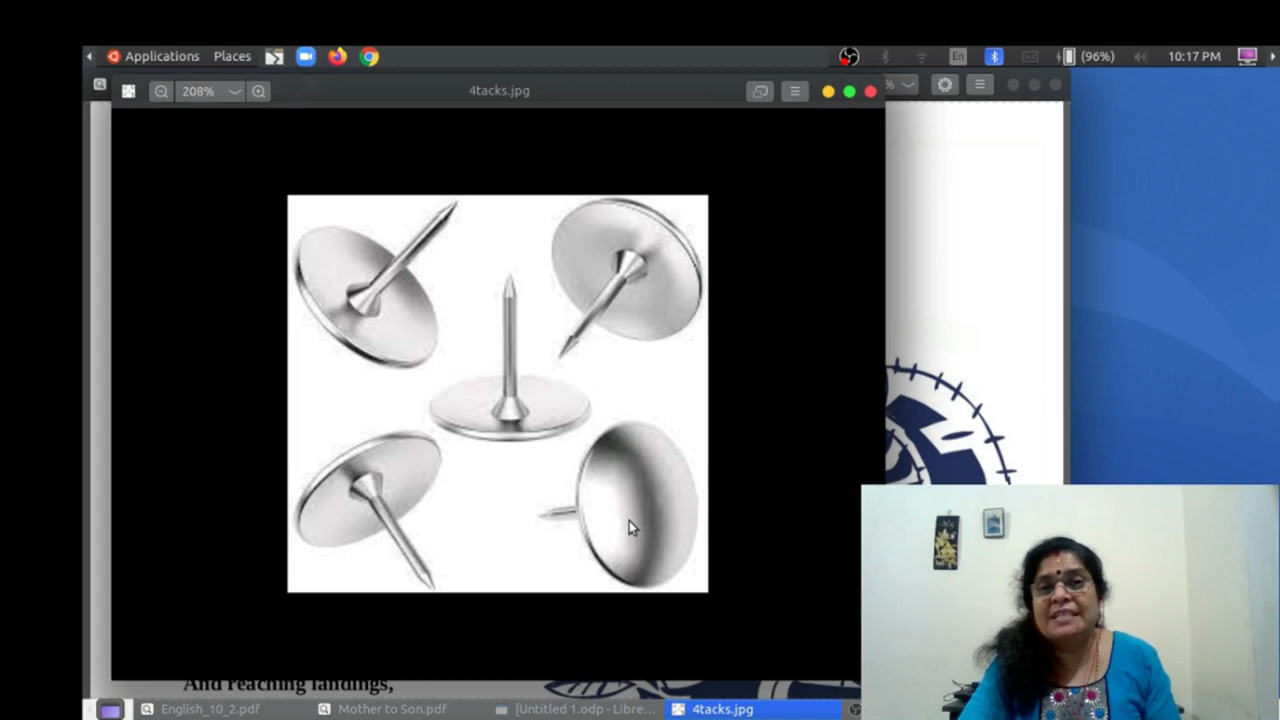 Applications Places En (96%) 10:17 PM
208% 4tacks.jpg %
And reaching landings,
English_10_2.pdf Mother to Son.pdf [Untitled 1.odp - Libre... 4tacks.jpg